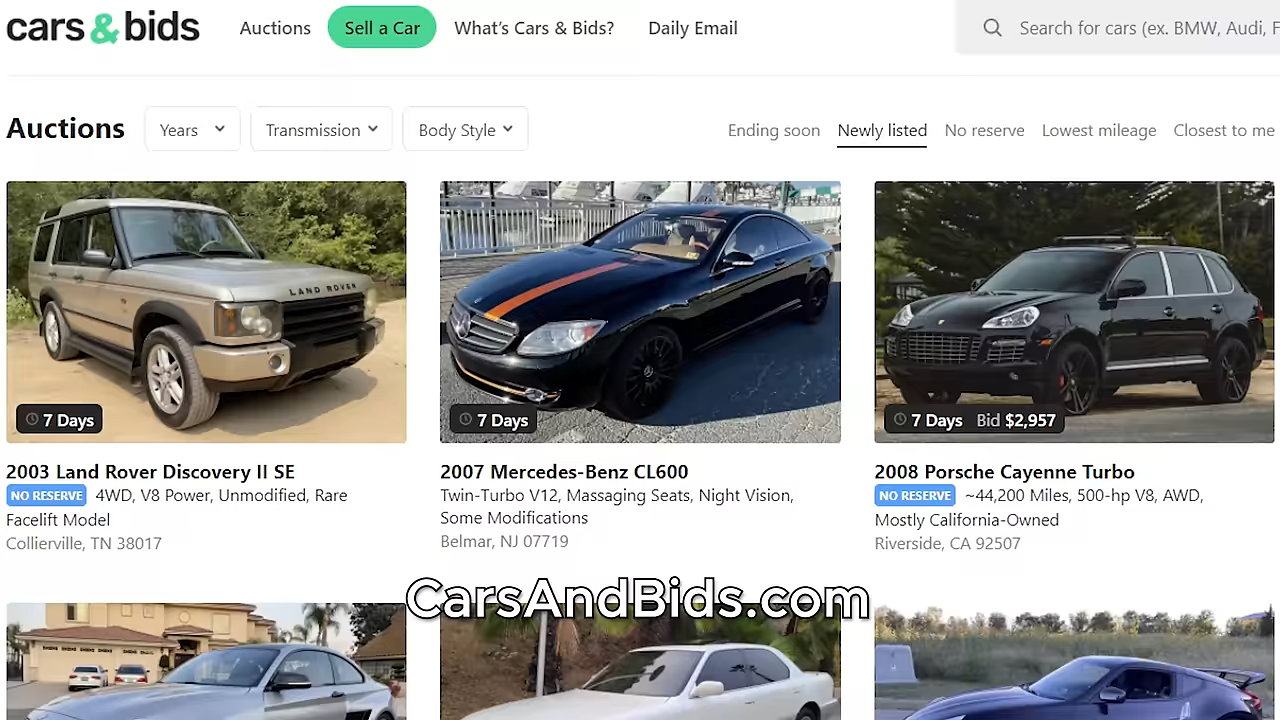 cars & bids
Auctions
Sell a Car
What's Cars & Bids?
Daily Email
Search for cars (ex. BMW, Audi, F
Auctions
Years
Transmission
Body Style
Ending soon
Newly listed
No reserve
Lowest mileage
Closest to me
LAND ROVER
7 Days
7 Days
7 Days Bid $2,957
2003 Land Rover Discovery II SE
NO RESERVE 4WD, V8 Power, Unmodified, Rare
Facelift Model
Collierville, TN 38017
2007 Mercedes-Benz CL600
Twin-Turbo V12, Massaging Seats, Night Vision,
Some Modifications
Belmar, NJ 07719
2008 Porsche Cayenne Turbo
NO RESERVE ~44,200 Miles, 500-hp V8, AWD,
Mostly California-Owned
Riverside, CA 92507
CarsAndBids.com